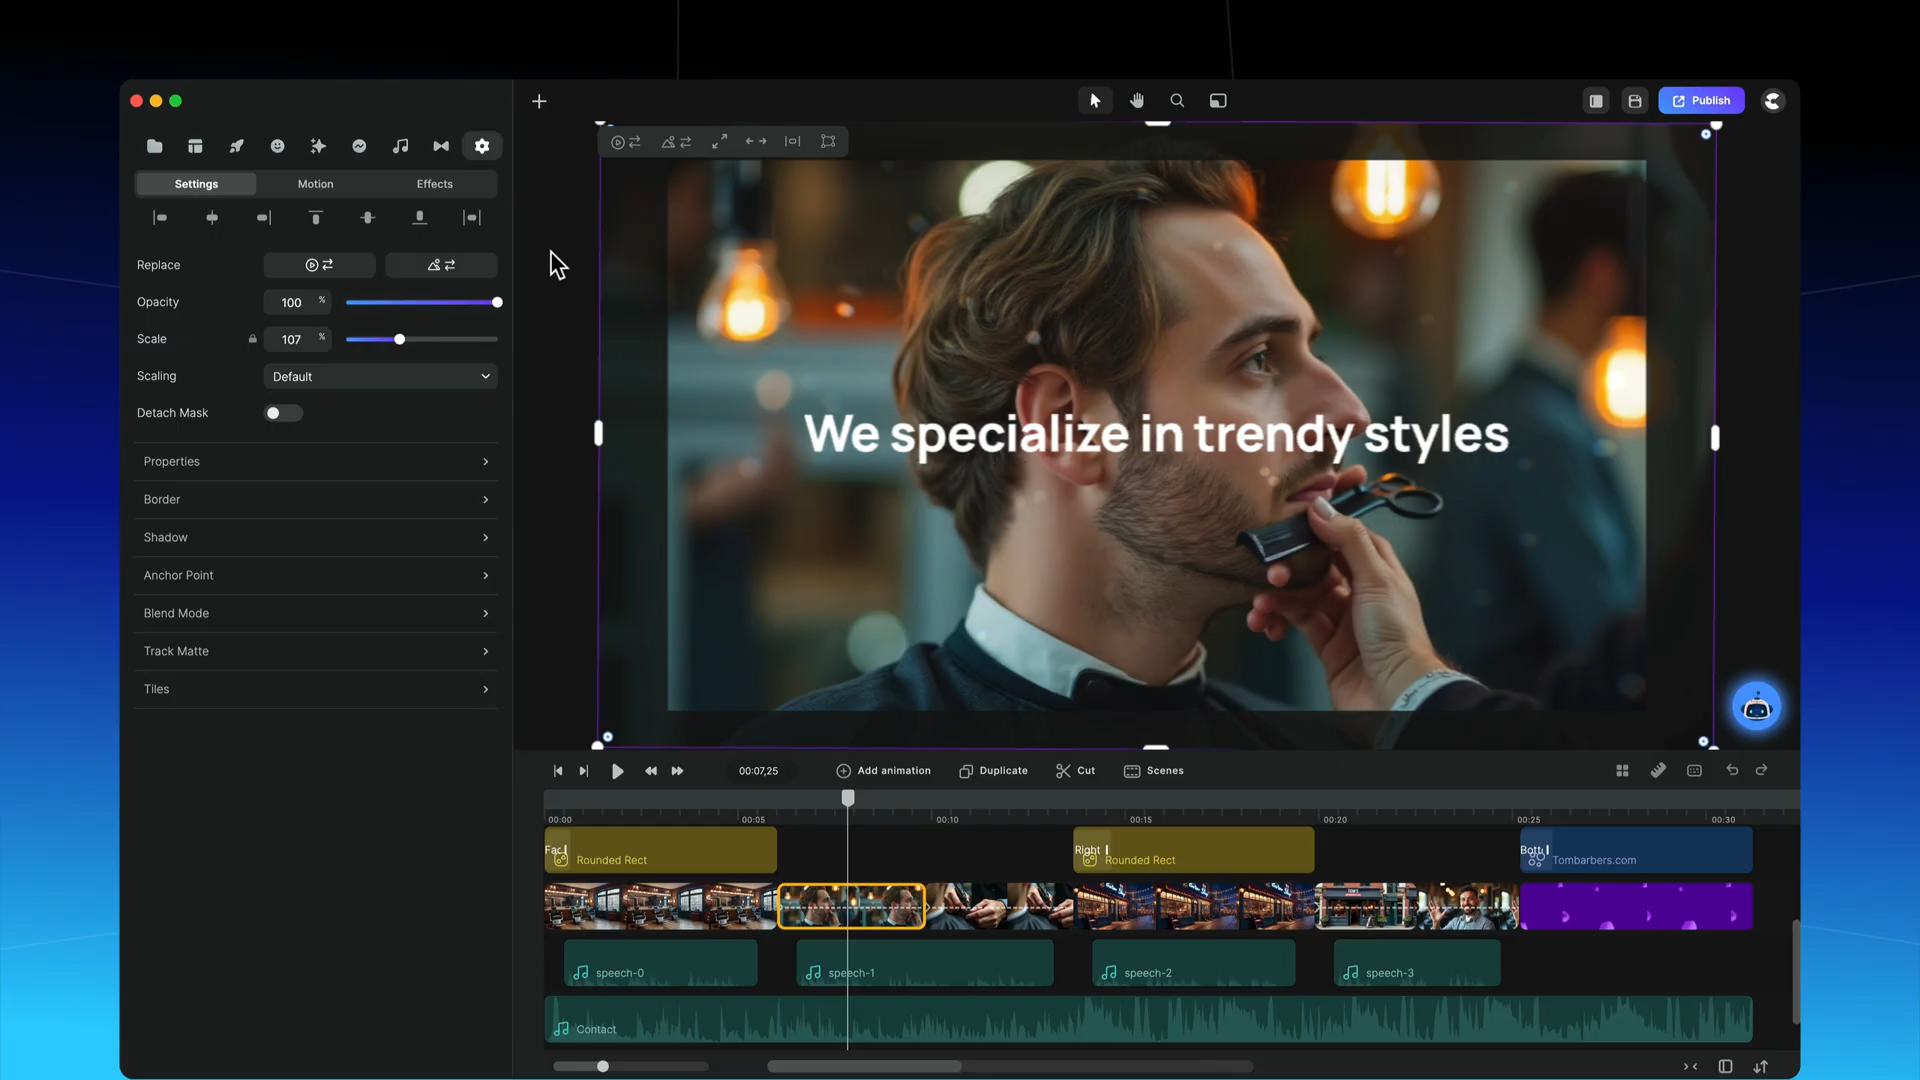 Publish
Settings
Motion
Effects
Replace
Opacity
100 %
Scale
107 %
Scaling
Default
Detach Mask
Properties
Border
Shadow
Anchor Point
Blend Mode
Track Matte
Tiles
We specialize in trendy styles
00:07,25
Add animation
Duplicate
Cut
Scenes
00:00
00:05
00:10
00:15
00:20
00:25
00:30
Rounded Rect
Right
Rounded Rect
Tombarbers.com
speech-0
speech-1
speech-2
speech-3
Contact